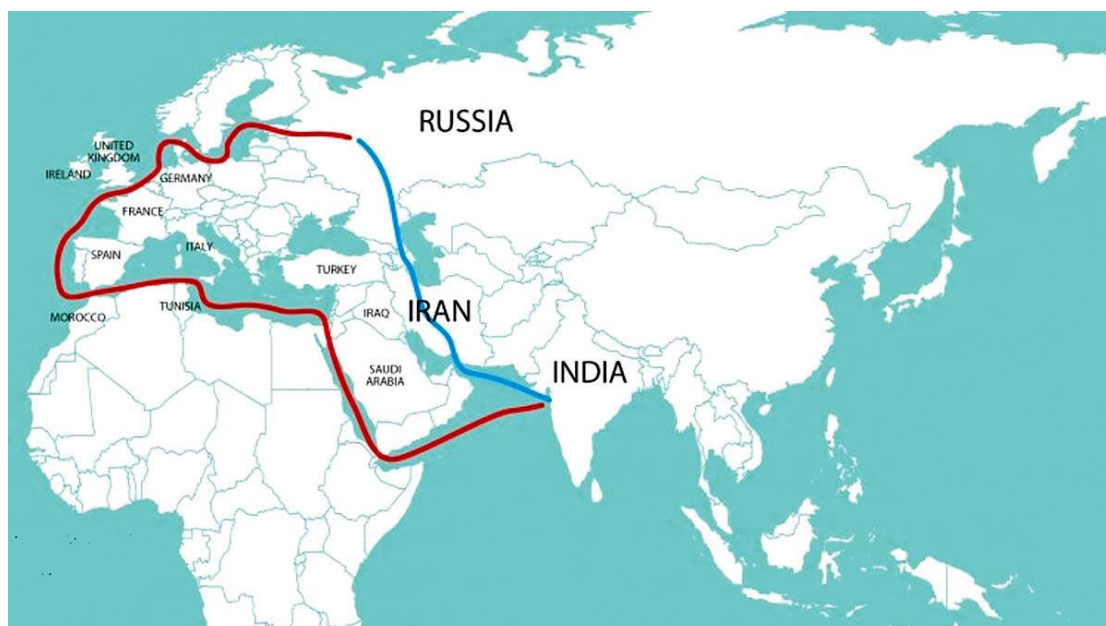 RUSSIA
UNITED
KINGDOM
IRELAND
GERMANY
FRANCE
ITALY
SPAIN
TURKEY
IRAN
TUNISIA
IRAQ
MOROCCO
SAUDI
ARABIA
INDIA